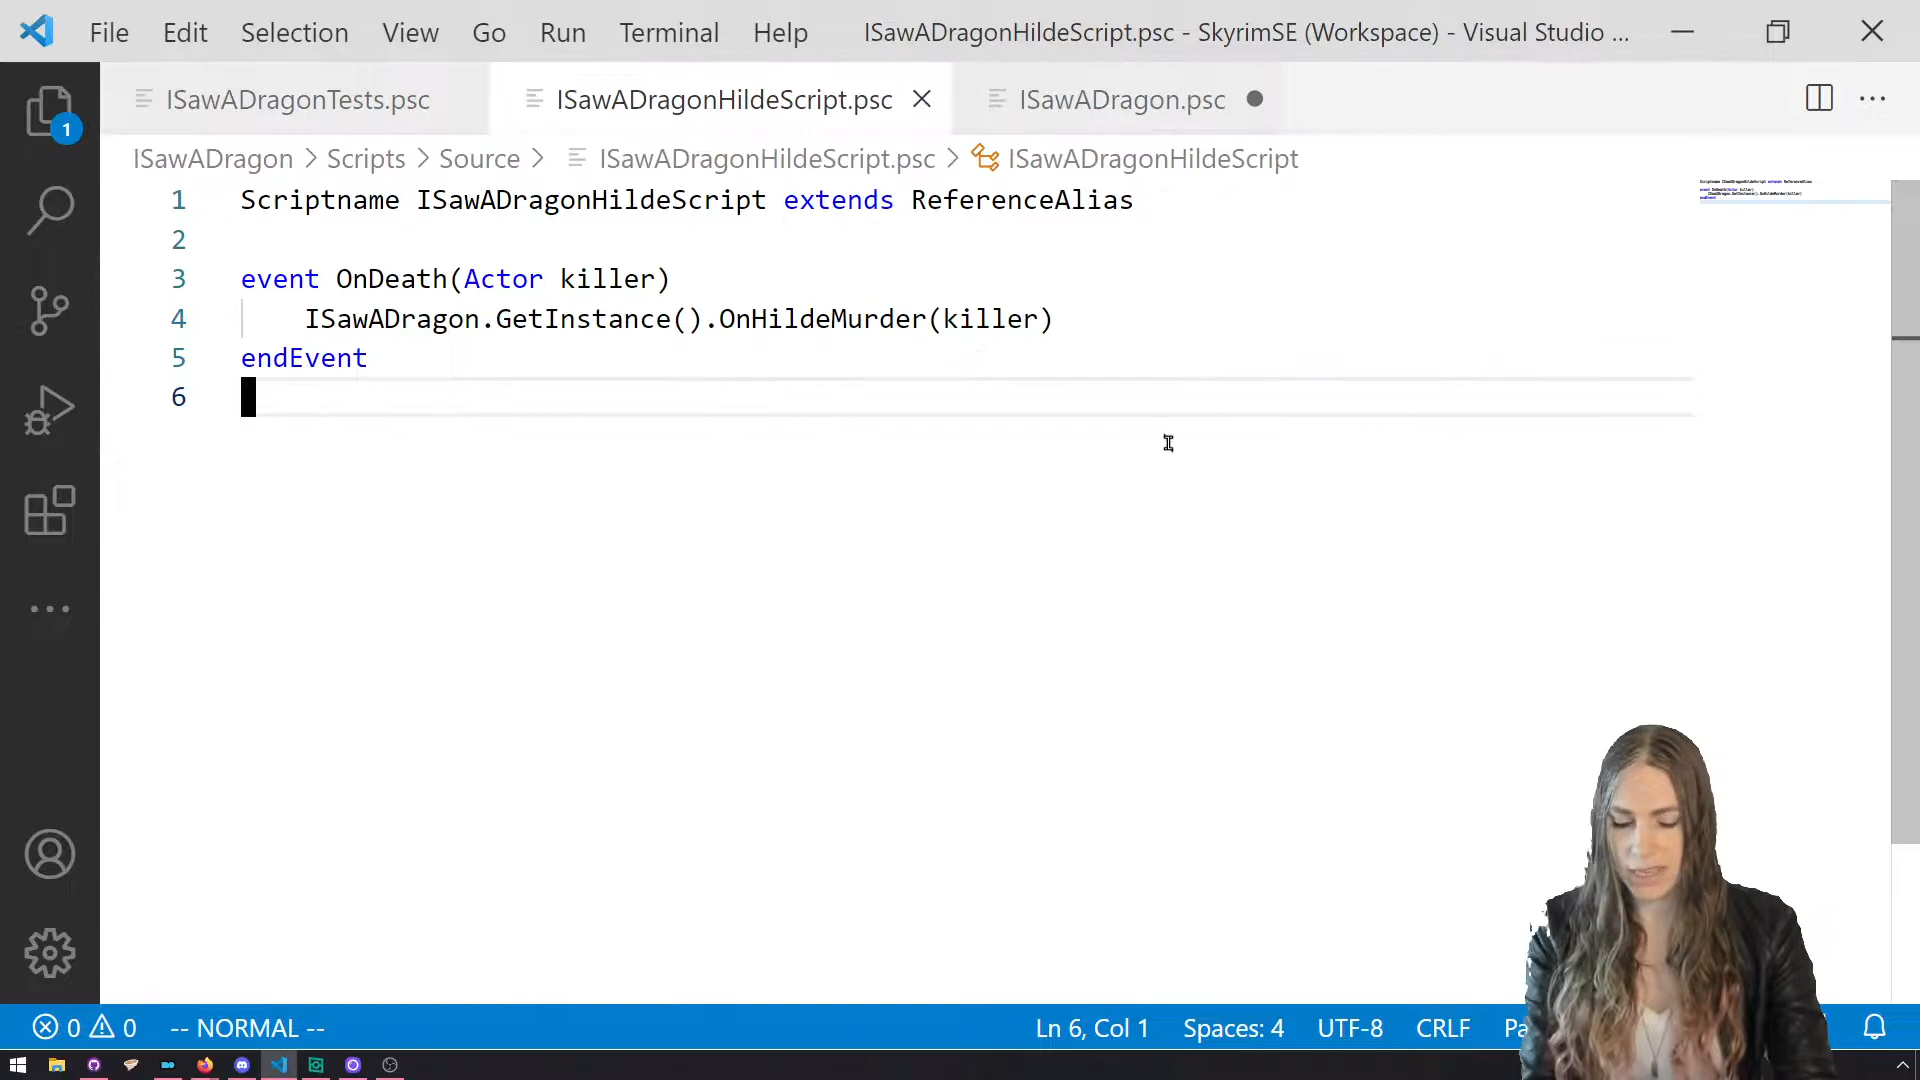 File Edit Selection View Go Run Terminal Help ISawADragonHildeScript.psc - SkyrimSE (Workspace) - Visual Studio ...
ISawADragonTests.psc ISawADragonHildeScript.psc ISawADragon.psc
1
ISawADragon > Scripts > Source > ISawADragonHildeScript.psc > ISawADragonHildeScript
1 Scriptname ISawADragonHildeScript extends ReferenceAlias
2
3 event OnDeath(Actor killer)
4 ISawADragon.GetInstance().OnHildeMurder(killer)
5 endEvent
6
0 0 -- NORMAL -- Ln 6, Col 1 Spaces: 4 UTF-8 CRLF